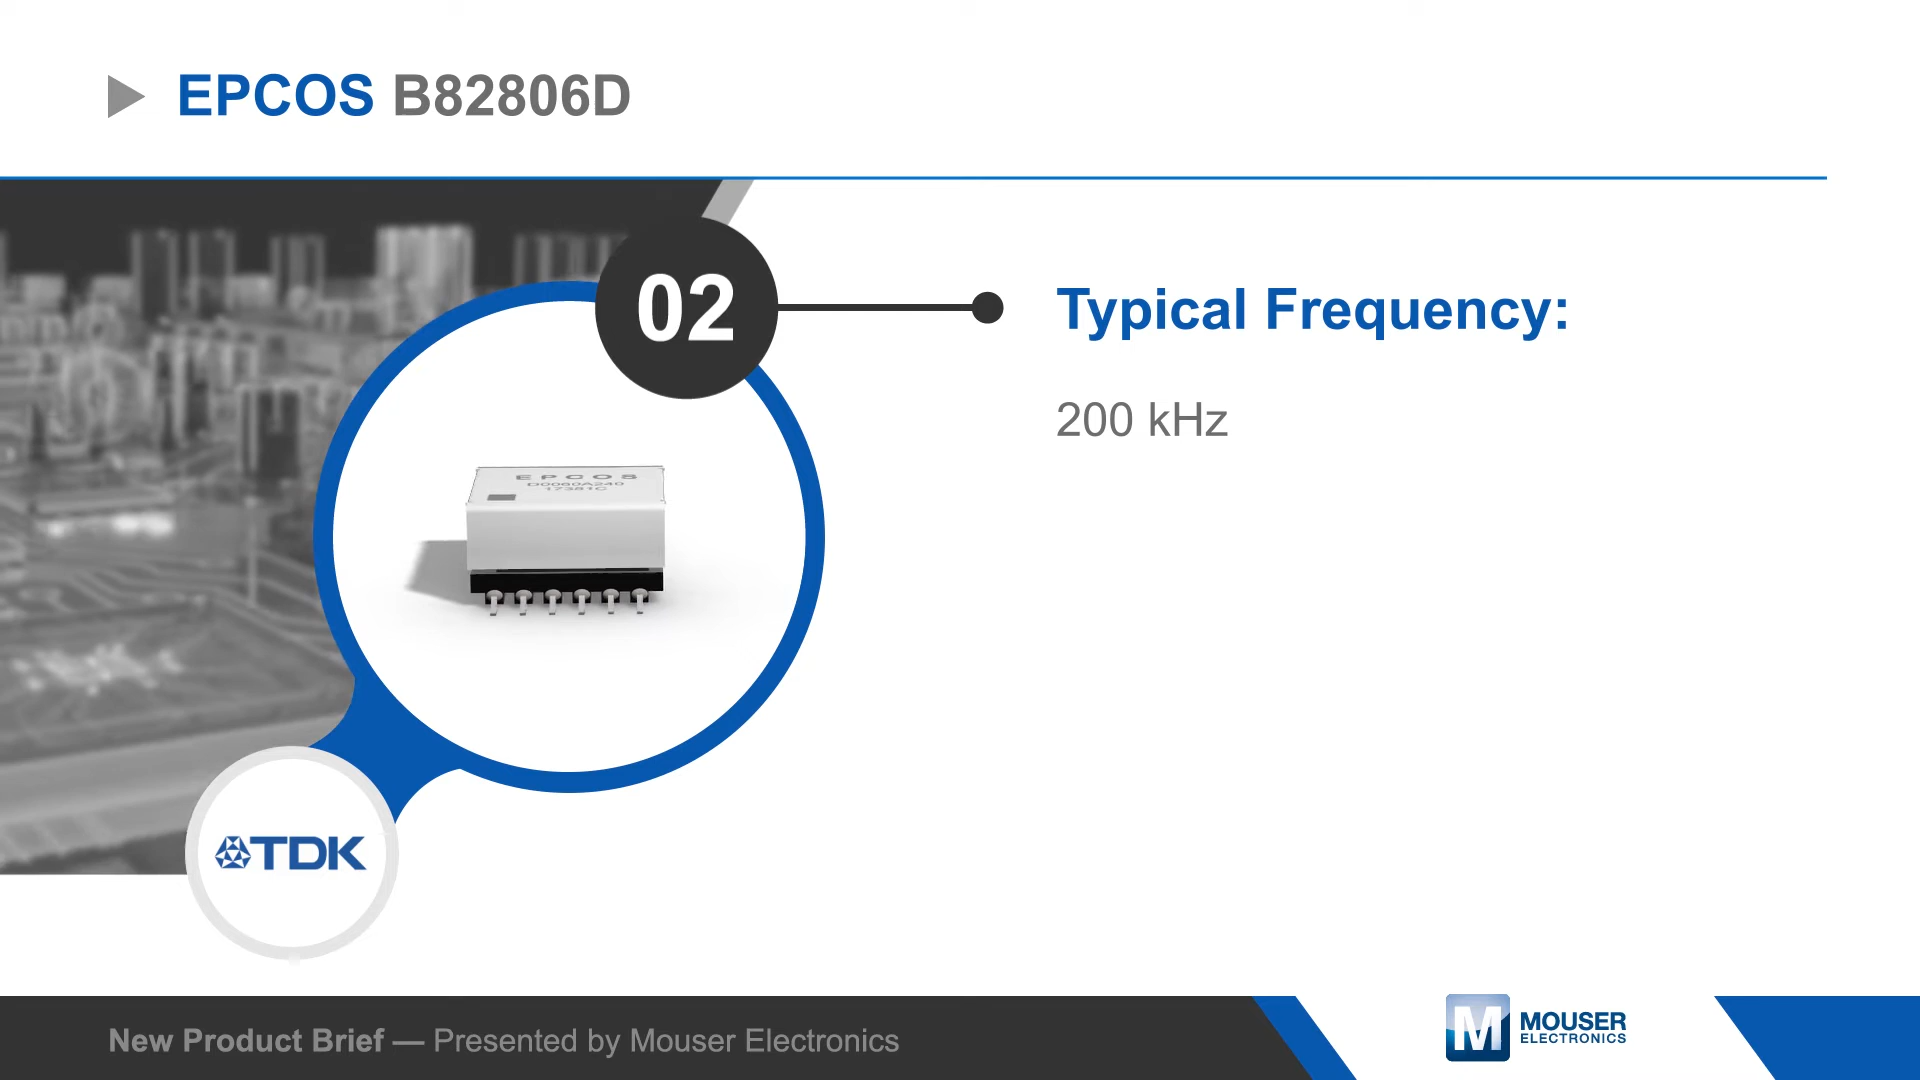 EPCOS B82806D
02
Typical Frequency:
200 kHz
EPCOS
TDK
New Product Brief — Presented by Mouser Electronics
M
MOUSER
ELECTRONICS